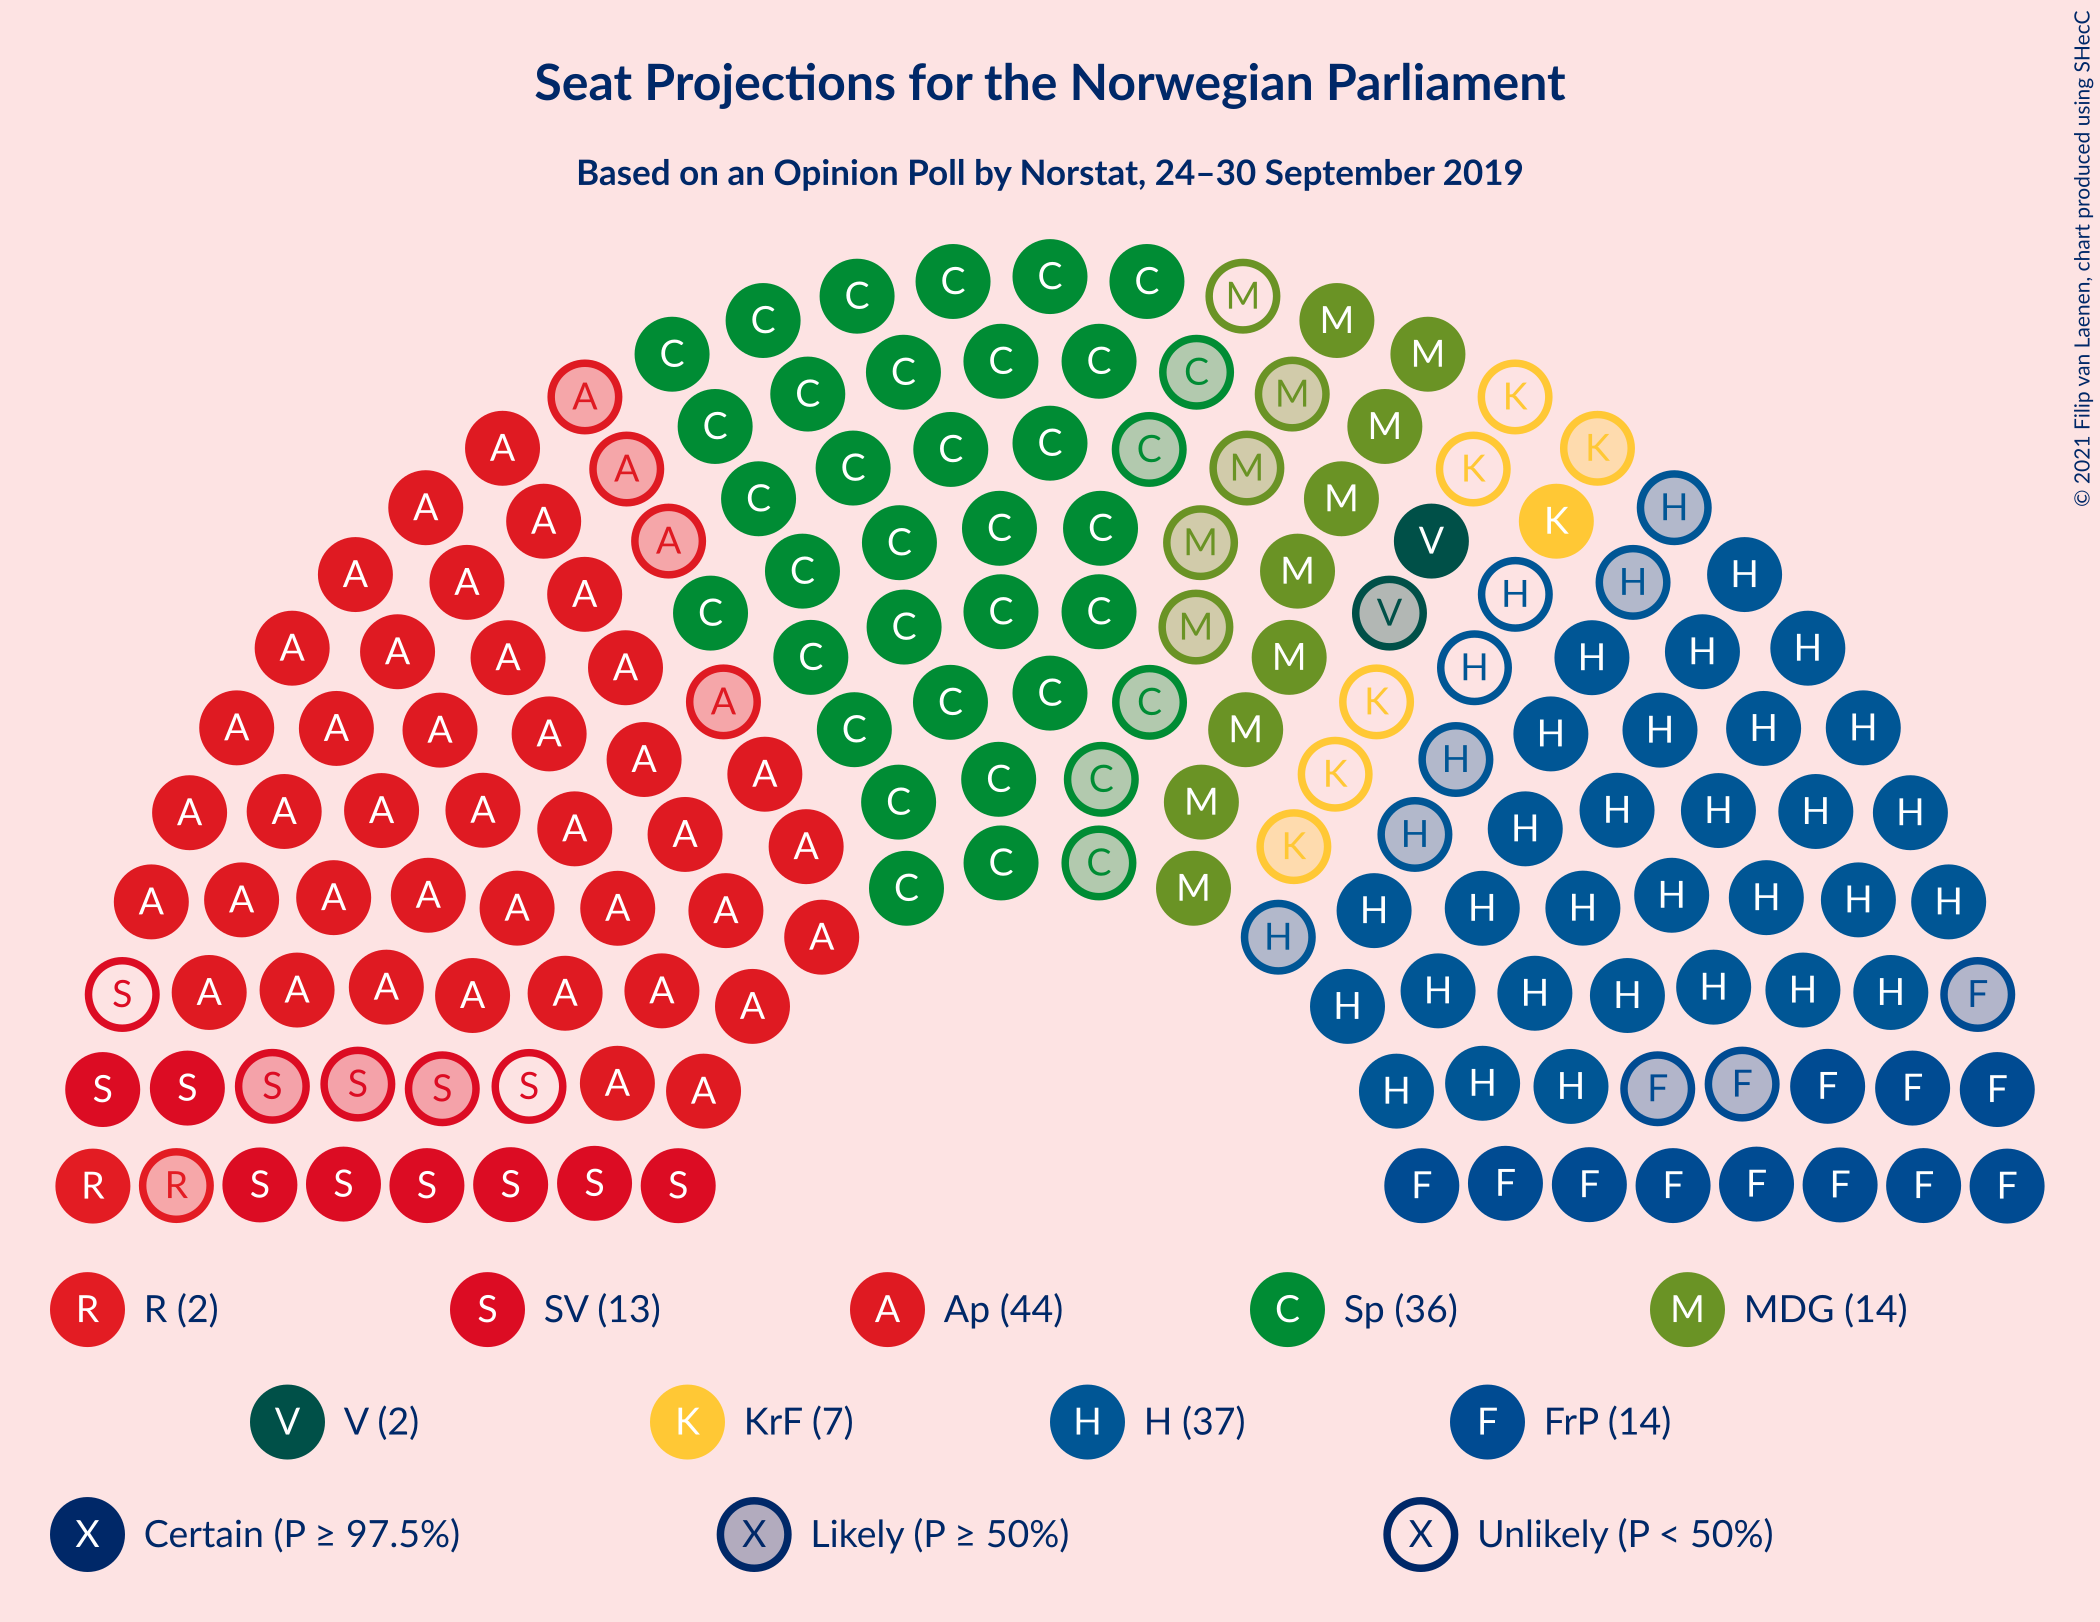 © 2021 Filip van Laenen, chart produced using SHecC
Seat Projections for the Norwegian Parliament
Based on an Opinion Poll by Norstat, 24–30 September 2019
C C C C M
C M
C C C C C M
A C M K
A C C C C M K
A C M K
A C M H
A A C C C M V K
A A A C M H H H
C C C C M V
A A A A C M H H H H
A C C C K
A A A A A C M H H H H H
A C C C M K
A A A A A A A K H H H H H H
C C C M
A A A A A A A A H H H H H H H H
S A A A A A A A H H H H H H H F
S S S S S S A A H H H F F F F F
R R S S S S S S F F F F F F F F
R R (2) S SV (13) A Ap (44) C Sp (36) M MDG (14)
V V (2) K KrF (7) H H (37) F FrP (14)
X Certain (P ≥ 97.5%) X Likely (P ≥ 50%) X Unlikely (P < 50%)